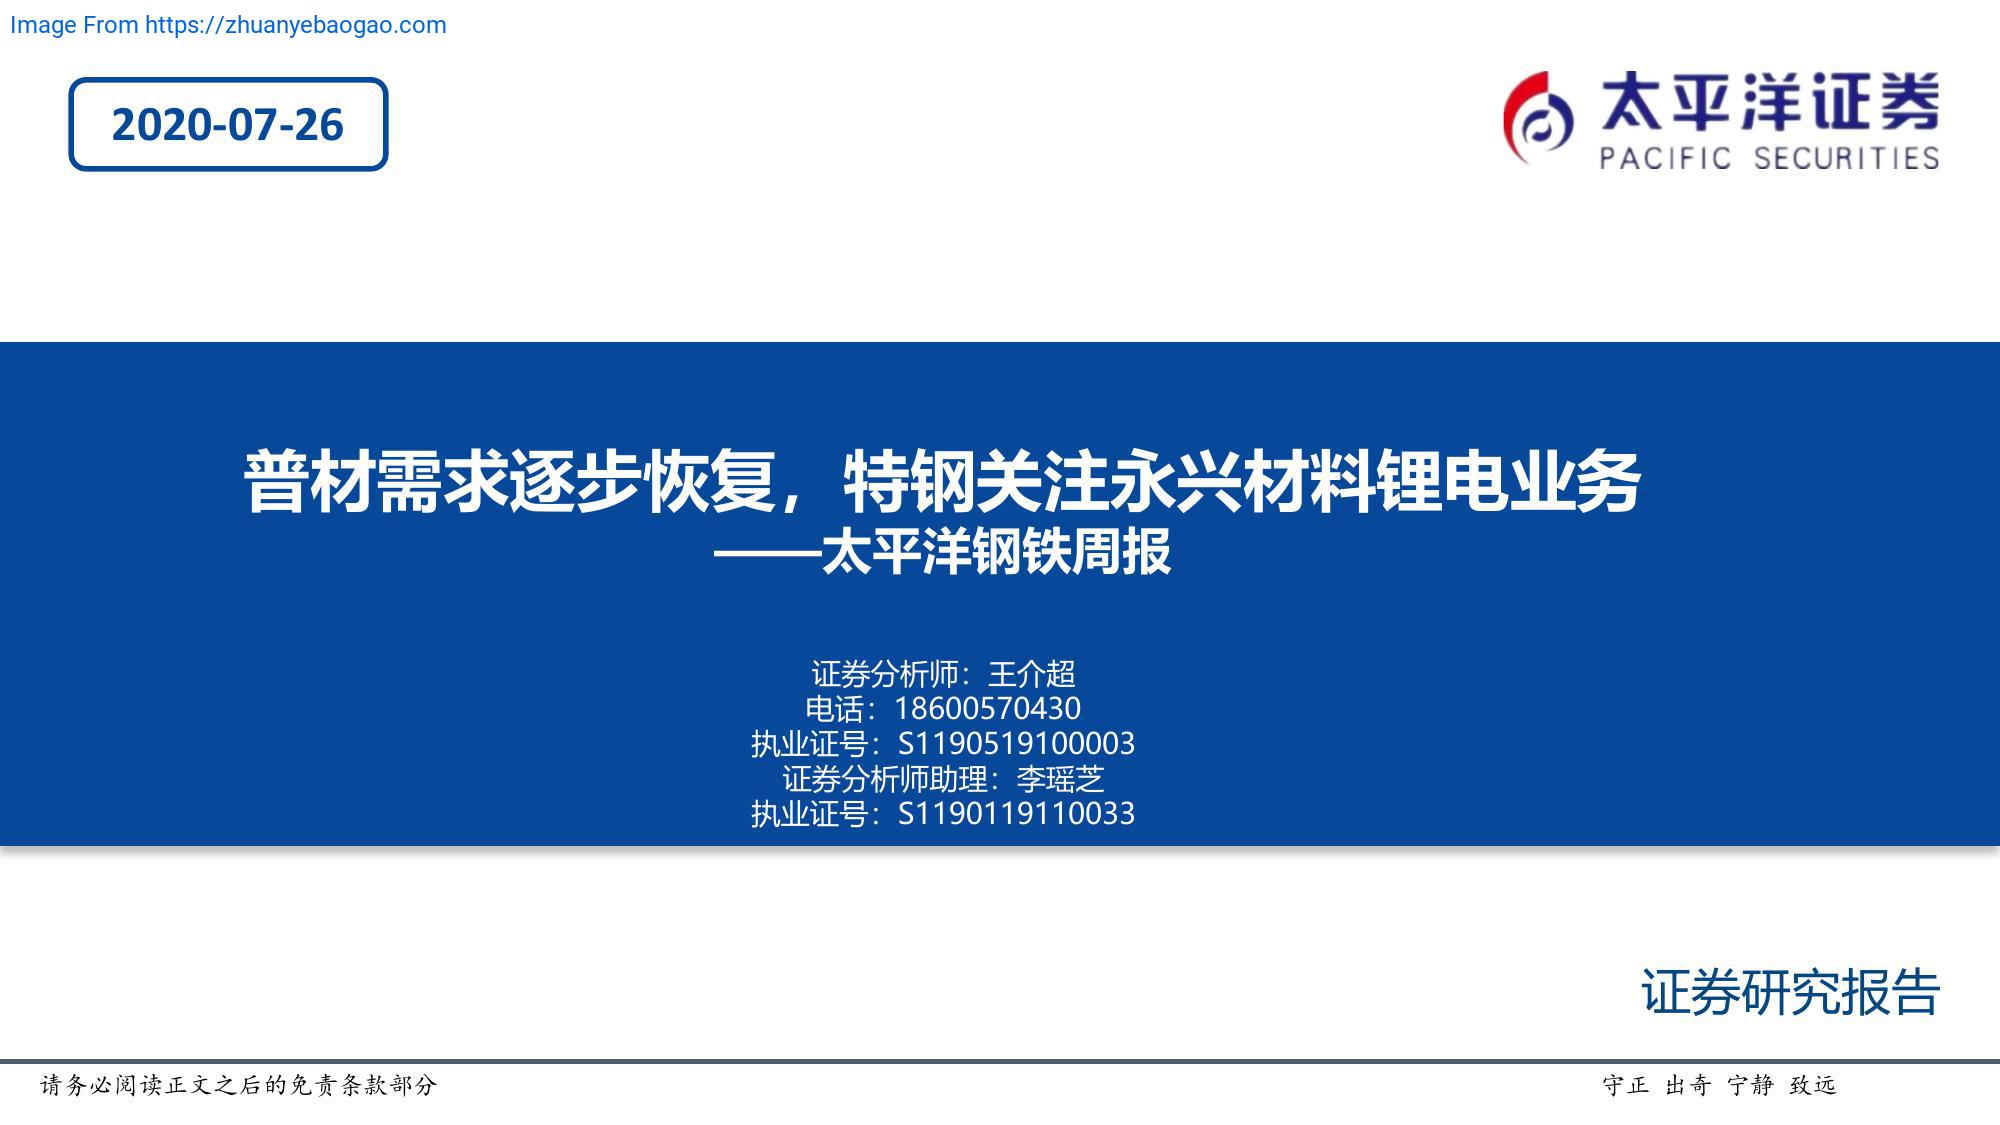 Image From https://zhuanyebaogao.com
2020-07-26
太平洋证券
PACIFIC SECURITIES
普材需求逐步恢复，特钢关注永兴材料锂电业务
——太平洋钢铁周报
证券分析师：王介超
电话：18600570430
执业证号：S1190519100003
证券分析师助理：李瑶芝
执业证号：S1190119110033
证券研究报告
请务必阅读正文之后的免责条款部分
守正 出奇 宁静 致远